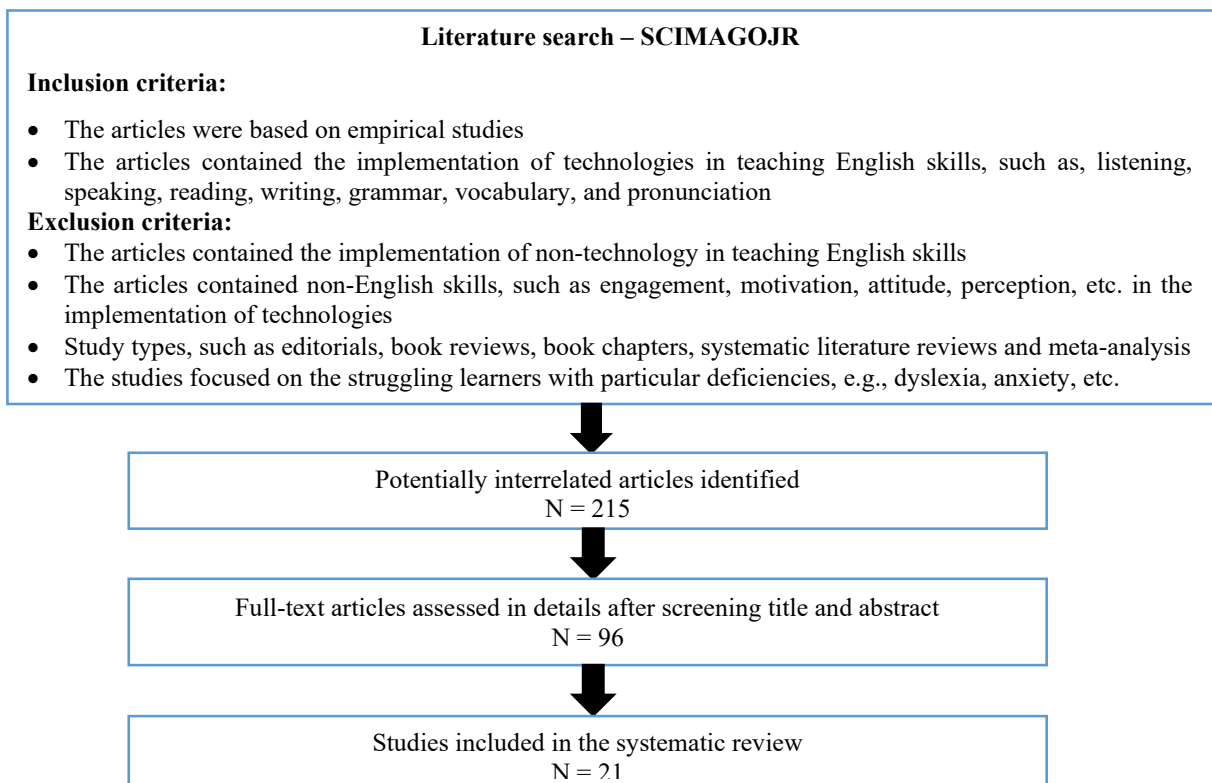 Literature search – SCIMAGOJR
Inclusion criteria:
• The articles were based on empirical studies
• The articles contained the implementation of technologies in teaching English skills, such as, listening,
speaking, reading, writing, grammar, vocabulary, and pronunciation
Exclusion criteria:
• The articles contained the implementation of non-technology in teaching English skills
• The articles contained non-English skills, such as engagement, motivation, attitude, perception, etc. in the
implementation of technologies
• Study types, such as editorials, book reviews, book chapters, systematic literature reviews and meta-analysis
• The studies focused on the struggling learners with particular deficiencies, e.g., dyslexia, anxiety, etc.
Potentially interrelated articles identified
N = 215
Full-text articles assessed in details after screening title and abstract
N = 96
Studies included in the systematic review
N = 21